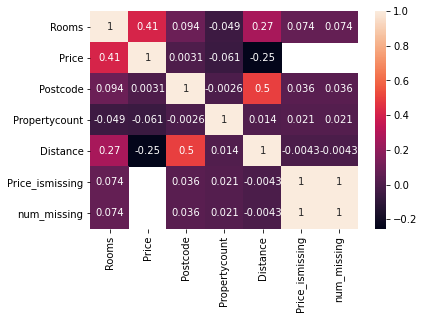 Rooms 1 0.41 0.094 -0.049 0.27 0.074 0.074
Price 0.41 1 0.0031 -0.061 -0.25
Postcode 0.094 0.0031 1 -0.0026 0.5 0.036 0.036
Propertycount -0.049 -0.061 -0.0026 1 0.014 0.021 0.021
Distance 0.27 -0.25 0.5 0.014 1 -0.0043 -0.0043
Price_ismissing 0.074 0.036 0.021 -0.0043 1 1
num_missing 0.074 0.036 0.021 -0.0043 1 1
Rooms Price Postcode Propertycount Distance Price_ismissing num_missing
1.0
0.8
0.6
0.4
0.2
0.0
-0.2